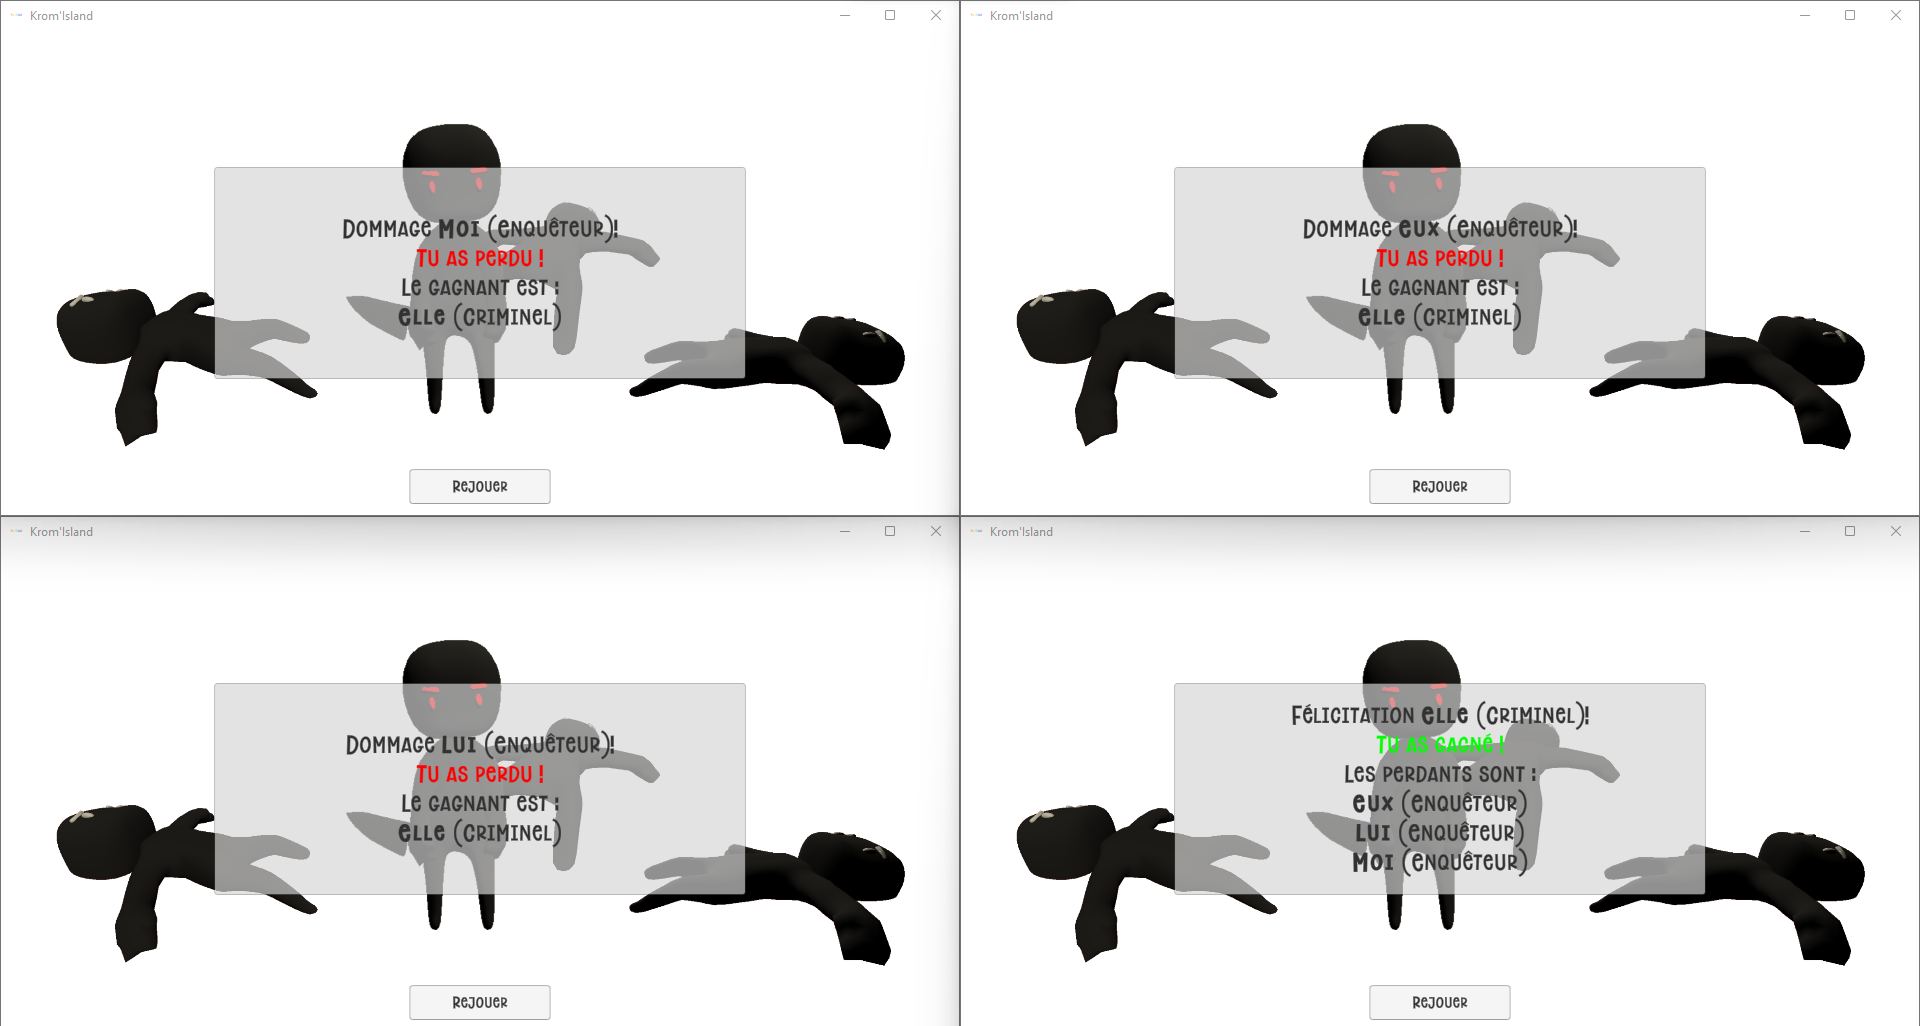 Krom'Island
Dommage Moi (Enquêteur)!
Tu as perdu !
Le gagnant est :
Elle (Criminel)
Rejouer
Krom'Island
Dommage Eux (Enquêteur)!
Tu as perdu !
Le gagnant est :
Elle (Criminel)
Rejouer
Krom'Island
Dommage Lui (Enquêteur)!
Tu as perdu !
Le gagnant est :
Elle (Criminel)
Rejouer
Krom'Island
Félicitation Elle (Criminel)!
Tu as gagné !
Les perdants sont :
Eux (Enquêteur)
Lui (Enquêteur)
Moi (Enquêteur)
Rejouer